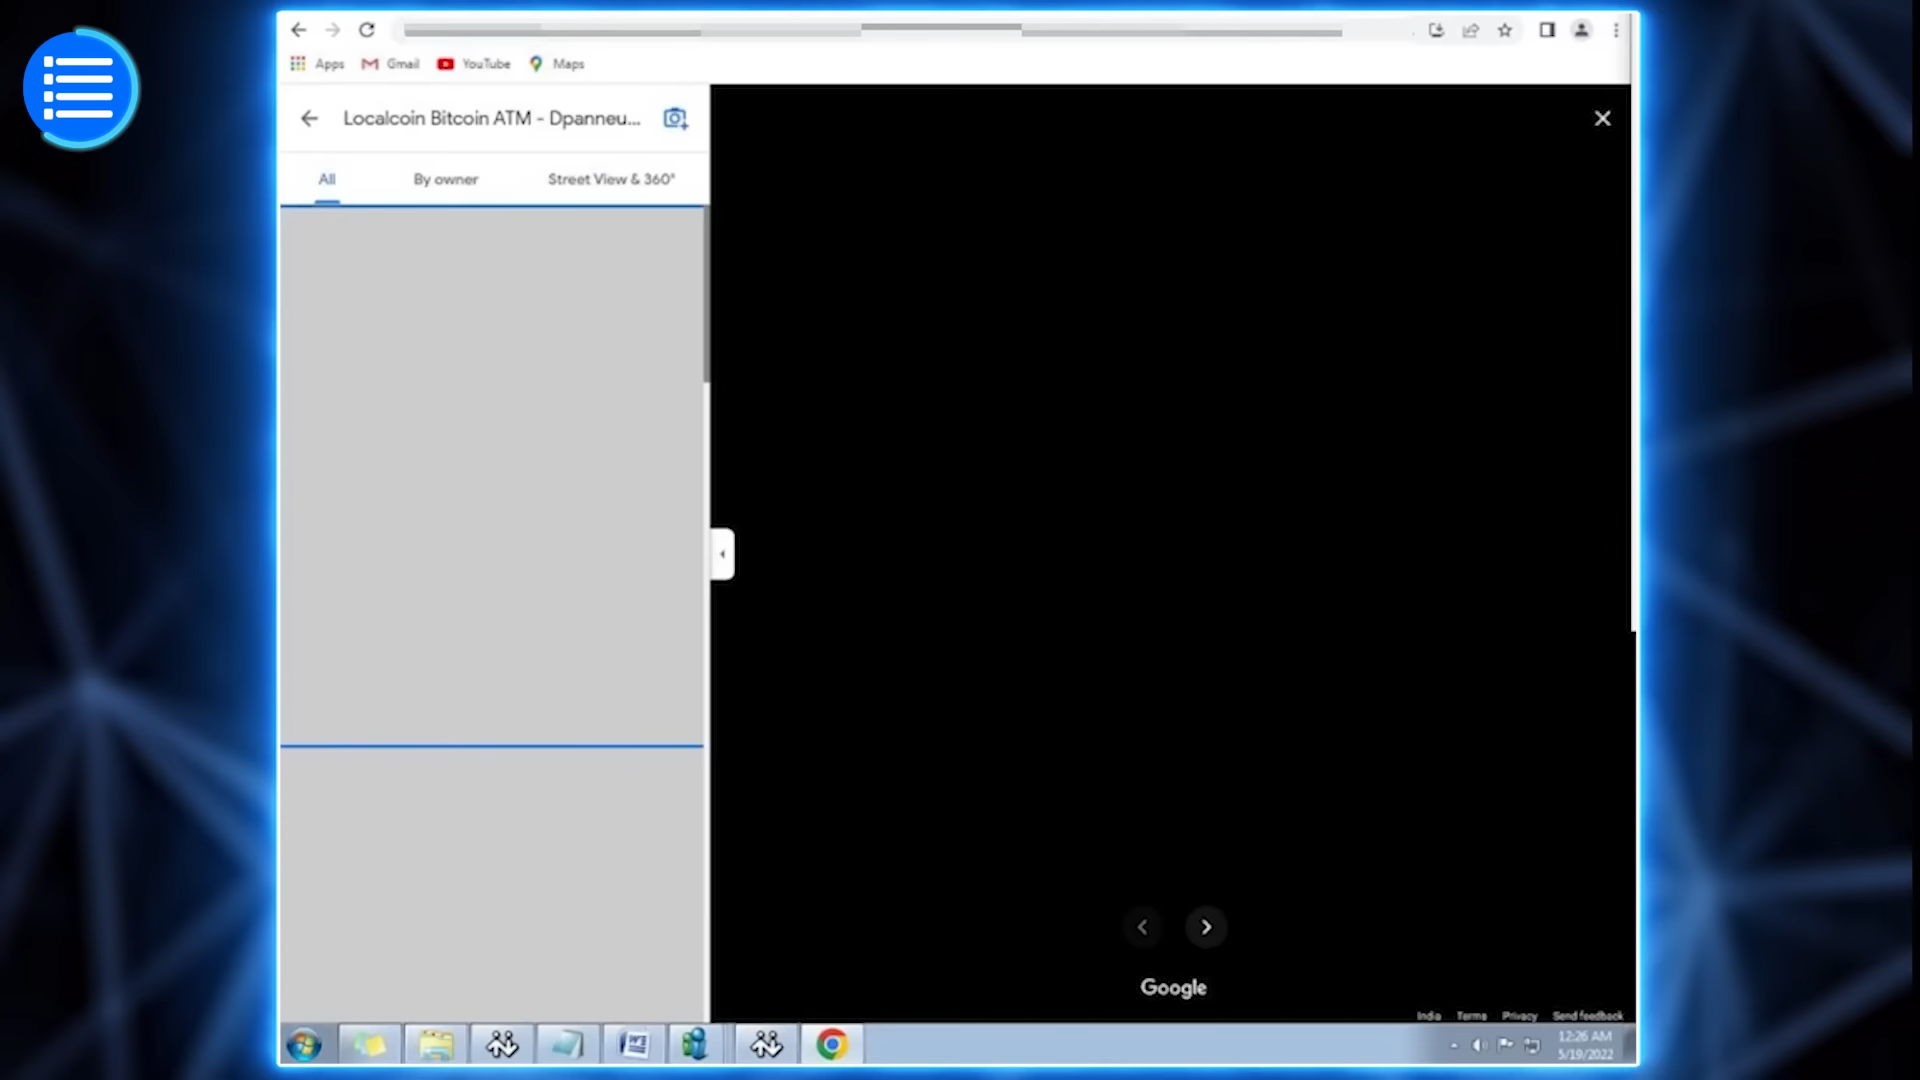 Apps Gmail YouTube Maps
Localcoin Bitcoin ATM - Dpanneu...
All By owner Street View & 360°
Google
India Terms Privacy Send feedback
12:26 AM
5/19/2022